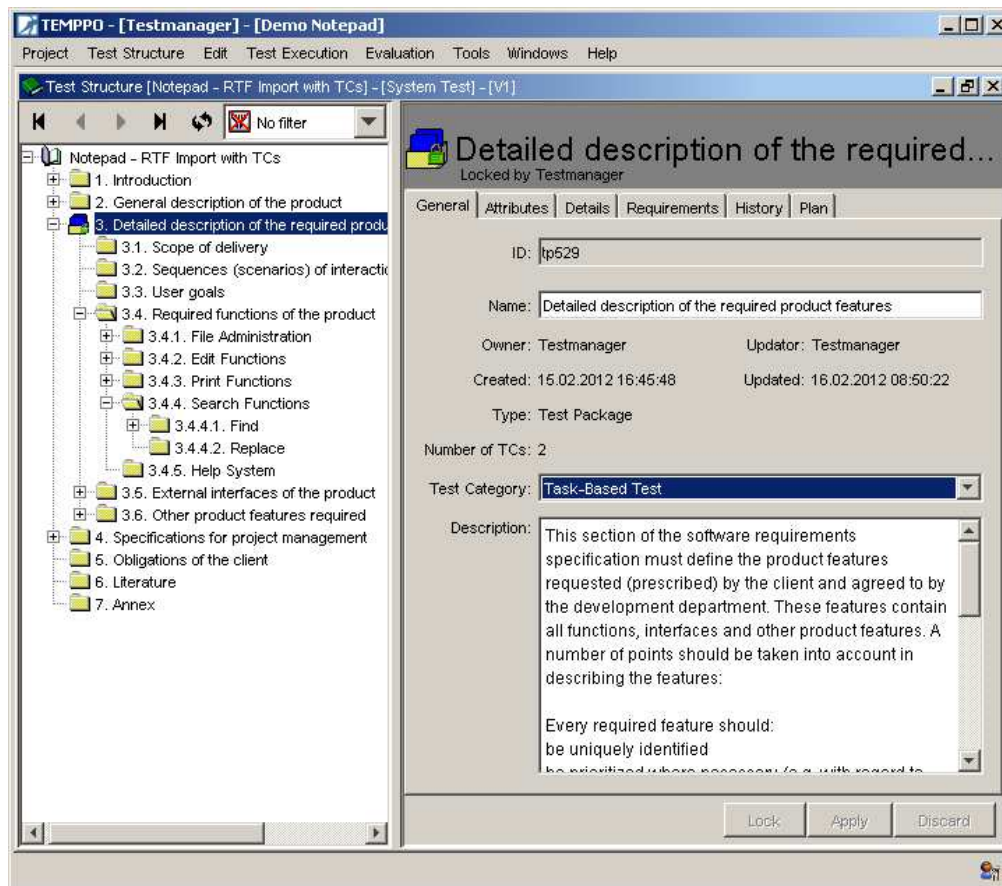 TEMPPO - [Testmanager] - [Demo Notepad]
Project Test Structure Edit Test Execution Evaluation Tools Windows Help
Test Structure [Notepad - RTF Import with TCs] - [System Test] - [V1]
No filter
Notepad - RTF Import with TCs
1. Introduction
2. General description of the product
3. Detailed description of the required produ
3.1. Scope of delivery
3.2. Sequences (scenarios) of interactio
3.3. User goals
3.4. Required functions of the product
3.4.1. File Administration
3.4.2. Edit Functions
3.4.3. Print Functions
3.4.4. Search Functions
3.4.4.1. Find
3.4.4.2. Replace
3.4.5. Help System
3.5. External interfaces of the product
3.6. Other product features required
4. Specifications for project management
5. Obligations of the client
6. Literature
7. Annex
Detailed description of the required...
Locked by Testmanager
General Attributes Details Requirements History Plan
ID: tp529
Name: Detailed description of the required product features
Owner: Testmanager Updator: Testmanager
Created: 15.02.2012 16:45:48 Updated: 16.02.2012 08:50:22
Type: Test Package
Number of TCs: 2
Test Category: Task-Based Test
Description: This section of the software requirements
specification must define the product features
requested (prescribed) by the client and agreed to by
the development department. These features contain
all functions, interfaces and other product features. A
number of points should be taken into account in
describing the features:
Every required feature should:
be uniquely identified
be prioritized where necessary (e.g. with regard to
Lock Apply Discard